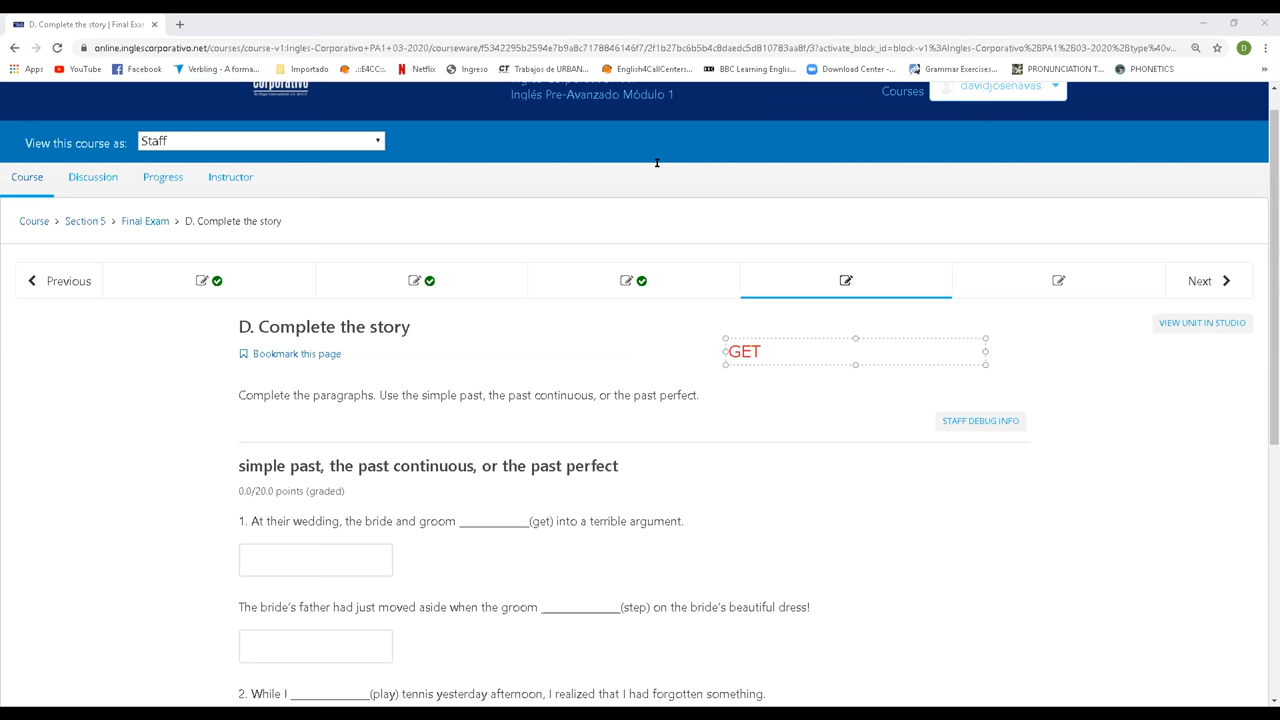 D. Complete the story | Final Exa
online.inglescorporativo.net/courses/course-v1:Ingles-Corporativo+PA1+03-2020/courseware/f5342295b2594e7b9a8c7178846146f7/2f1b27bc6b5b4c8daedc5d810783aa8f/3?activate_block_id=block-v1%3AIngles-Corporativo%2BPA1%2B03-2020%2Btype%40v...
Apps YouTube Facebook Verbling - A forma... Importado .::E4CC::. Netflix Ingreso Trabajos de URBAN... English4CallCenters... BBC Learning Englis... Download Center -... Grammar Exercises... PRONUNCIATION T... PHONETICS »
corporativo
Inglés Pre-Avanzado Módulo 1
Courses davidjosenavas
View this course as: Staff
Course Discussion Progress Instructor
Course > Section 5 > Final Exam > D. Complete the story
Previous Next
VIEW UNIT IN STUDIO
D. Complete the story
GET
Bookmark this page
Complete the paragraphs. Use the simple past, the past continuous, or the past perfect.
STAFF DEBUG INFO
simple past, the past continuous, or the past perfect
0.0/20.0 points (graded)
1. At their wedding, the bride and groom ___________(get) into a terrible argument.
The bride's father had just moved aside when the groom ____________(step) on the bride's beautiful dress!
2. While I ____________(play) tennis yesterday afternoon, I realized that I had forgotten something.